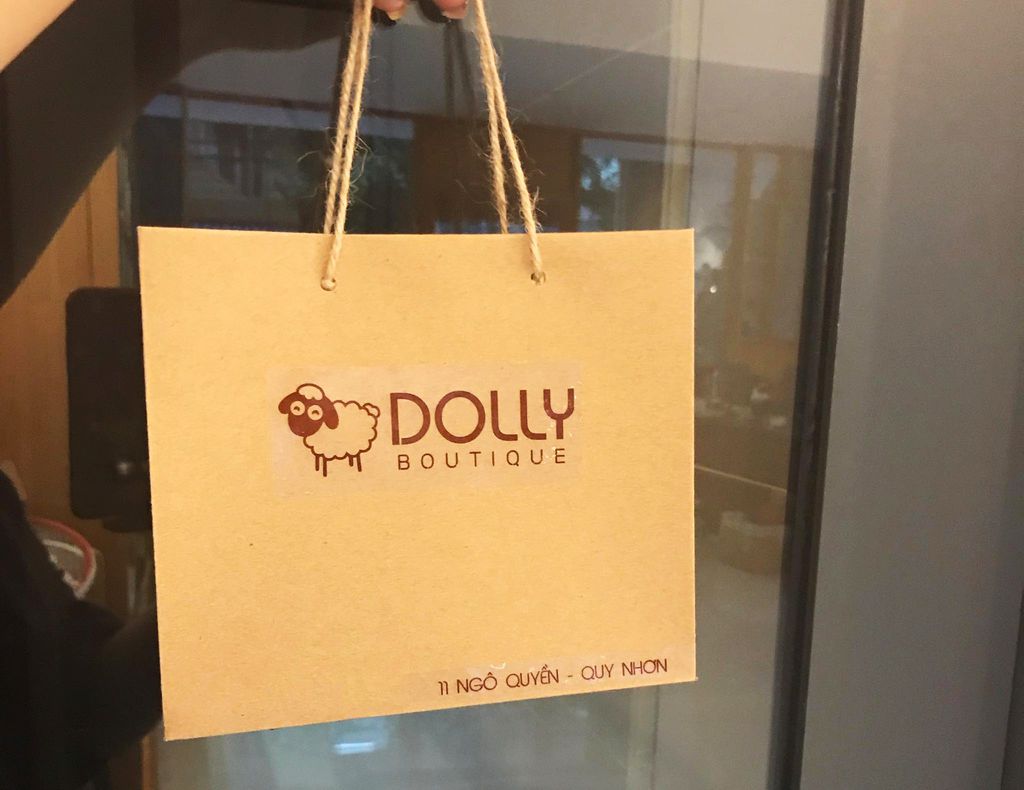 DOLLY
BOUTIQUE
11 NGÔ QUYỀN - QUY NHƠN